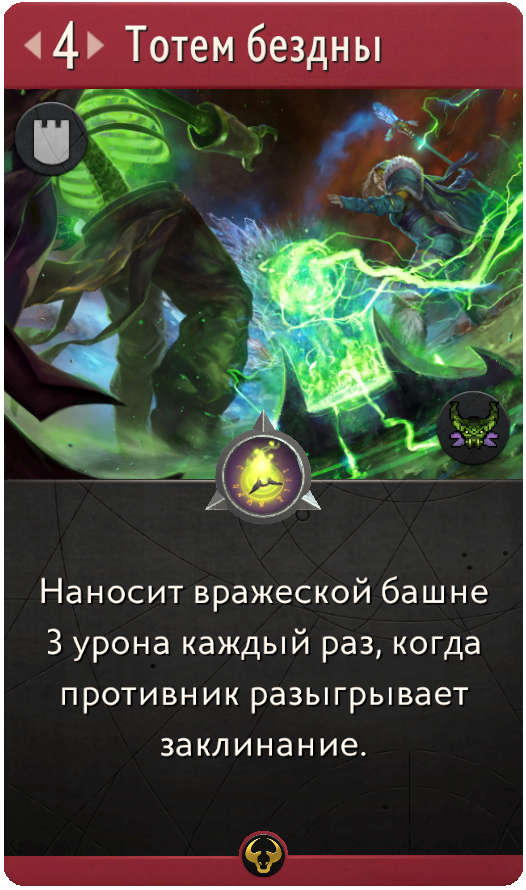 4 Тотем бездны
Наносит вражеской башне
3 урона каждый раз, когда
противник разыгрывает
заклинание.